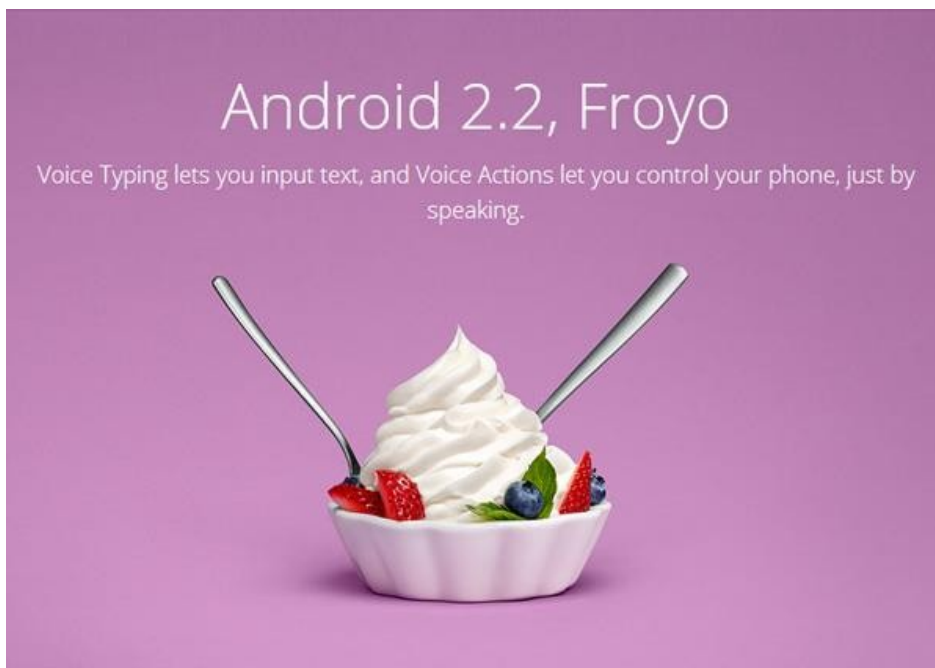 Android 2.2, Froyo
Voice Typing lets you input text, and Voice Actions let you control your phone, just by
speaking.